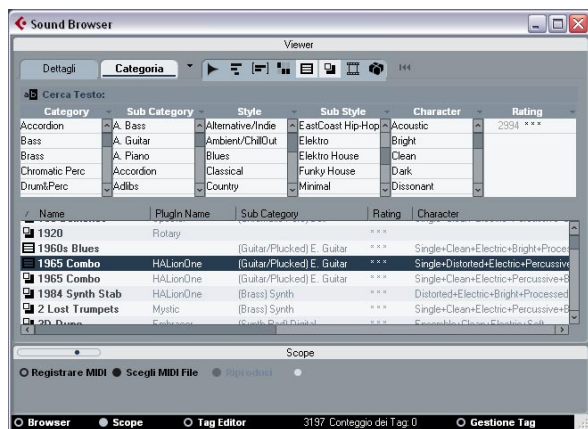 Sound Browser
Viewer
Dettagli Categoria
Cerca Testo:
Category Sub Category Style Sub Style Character Rating
Accordion A. Bass Alternative/Indie EastCoast Hip-Hop Acoustic 2994 ***
Bass A. Guitar Ambient/ChillOut Elektro Bright
Brass A. Piano Blues Elektro House Clean
Chromatic Perc Accordion Classical Funky House Dark
Drum&Perc Adlibs Country Minimal Dissonant
Name PlugIn Name Sub Category Rating Character
1920 Rotary ***
1960s Blues (Guitar/Plucked) E. Guitar *** Single+Clean+Electric+Bright+Proces
1965 Combo HALionOne (Guitar/Plucked) E. Guitar *** Single+Distorted+Electric+Percussive
1965 Combo HALionOne (Guitar/Plucked) E. Guitar *** Single+Clean+Electric+Percussive+B
1984 Synth Stab HALionOne (Brass) Synth *** Distorted+Electric+Bright+Processed
2 Lost Trumpets Mystic (Brass) Synth *** Single+Clean+Electric+Percussive+B
Scope
Registrare MIDI Scegli MIDI File Riproduci
Browser Scope Tag Editor 3197 Conteggio dei Tag: 0 Gestione Tag